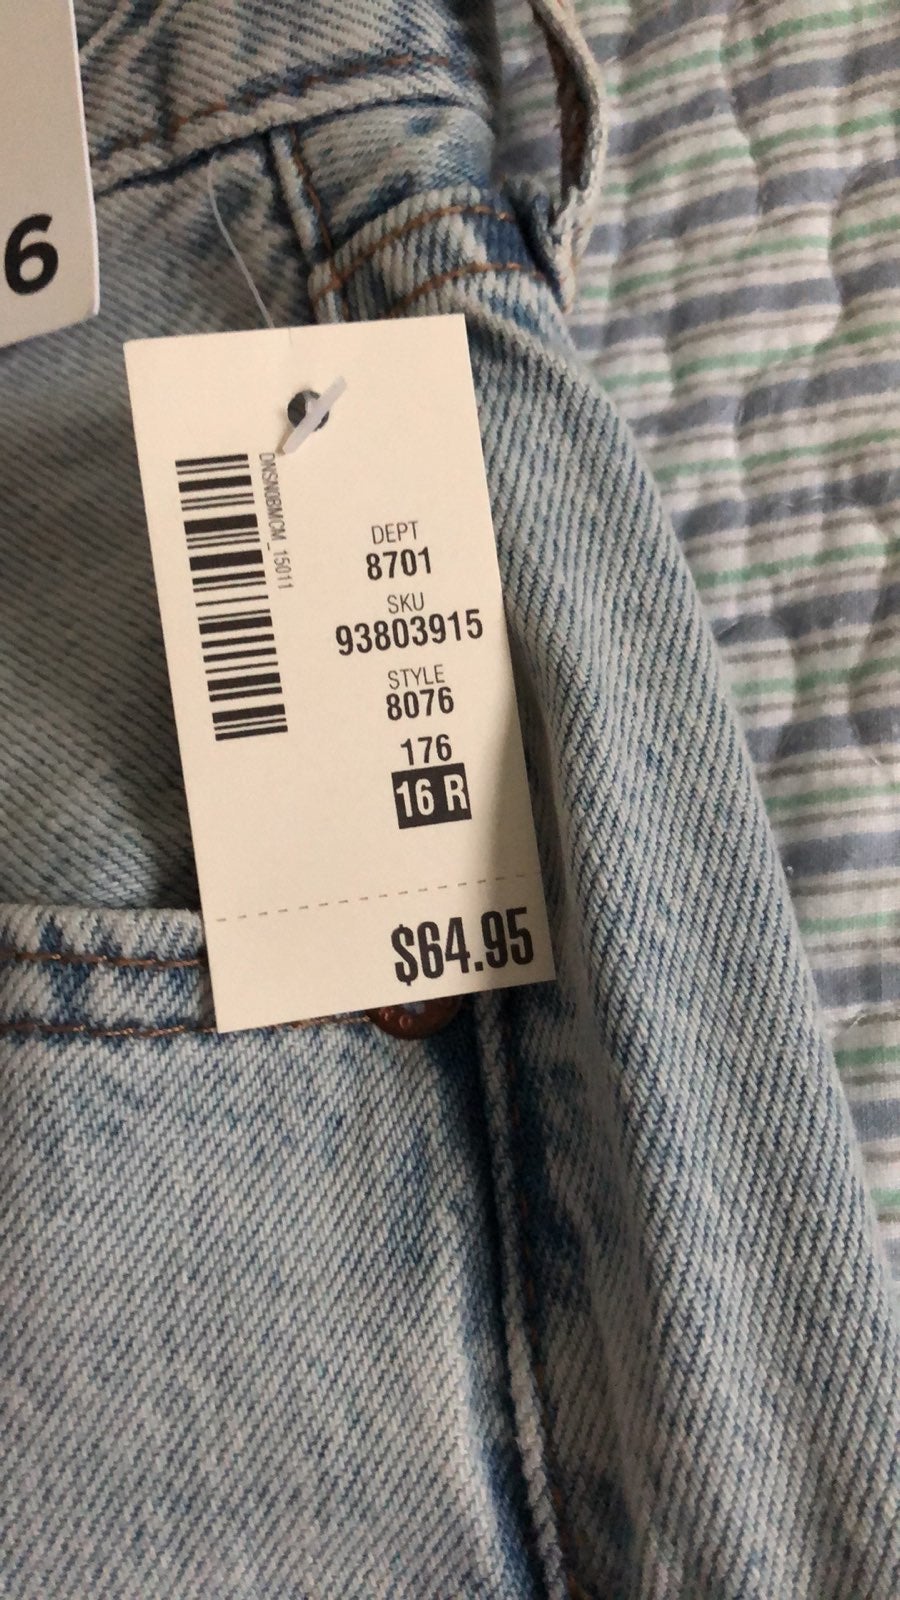 6
DEPT
8701
SKU
93803915
STYLE
8076
176
16 R
$64.95